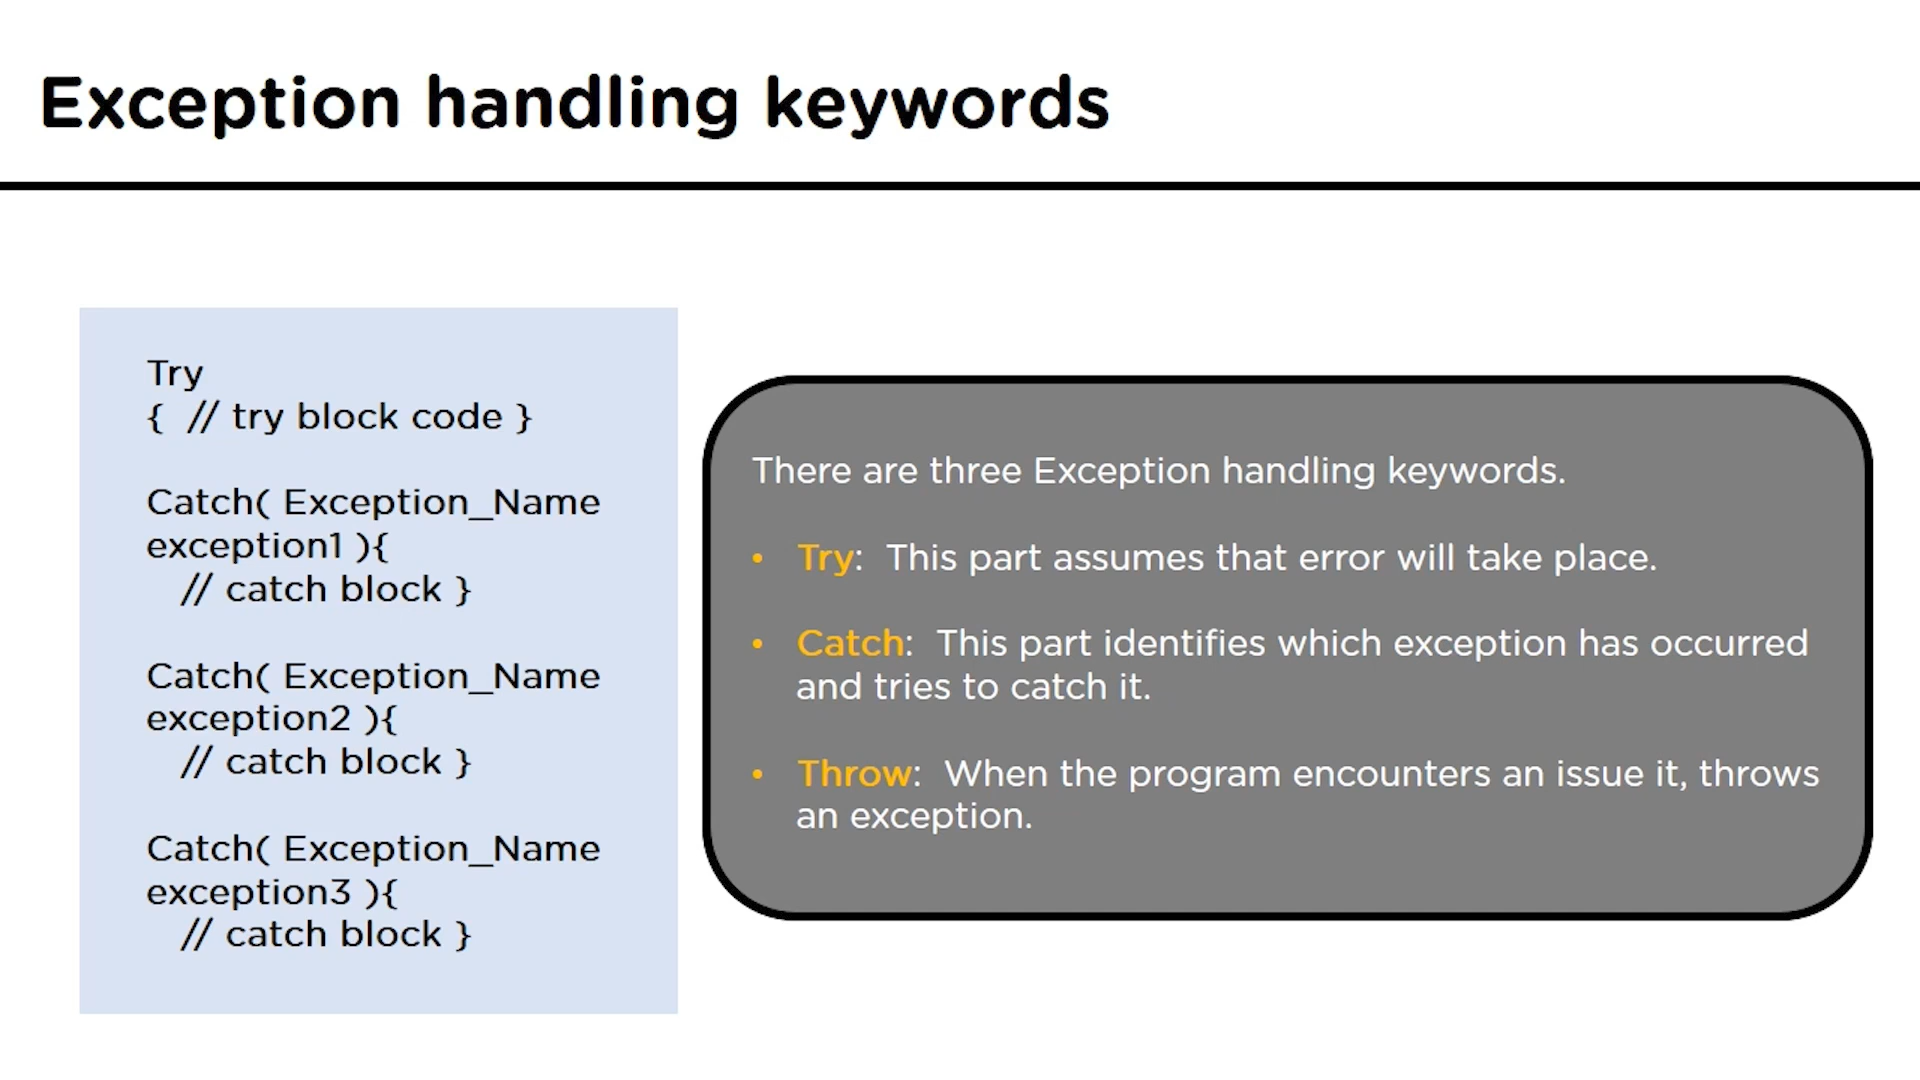 Exception handling keywords
Try
{  // try block code }
Catch( Exception_Name
exception1 ){
// catch block }
Catch( Exception_Name
exception2 ){
// catch block }
Catch( Exception_Name
exception3 ){
// catch block }
There are three Exception handling keywords.
• Try:  This part assumes that error will take place.
• Catch:  This part identifies which exception has occurred
and tries to catch it.
• Throw:  When the program encounters an issue it, throws
an exception.